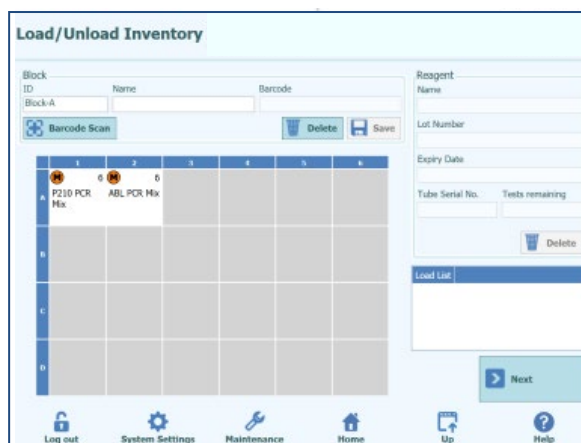 Load/Unload Inventory
Block
ID Name Barcode
Block-A
Barcode Scan Delete Save
1 2 3 4 5 6
A
M 6 M 6
P210 PCR Mix ABL PCR Mix
B
C
D
Reagent
Name
Lot Number
Expiry Date
Tube Serial No. Tests remaining
Delete
Load List
Next
Log out System Settings Maintenance Home Up Help